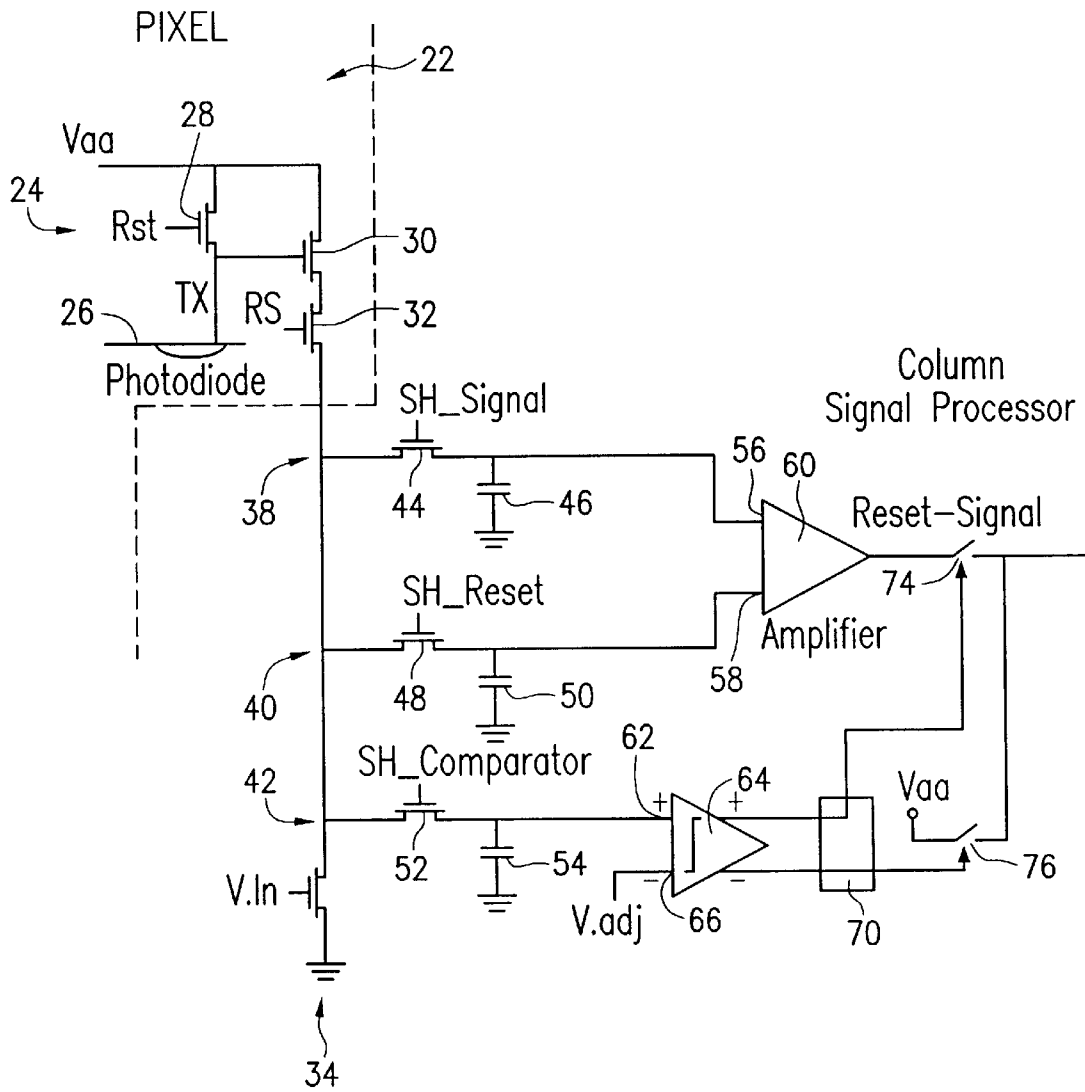 PIXEL
22
28
Vaa
24
Rst
30
TX
RS
32
26
Photodiode
Column
Signal Processor
SH_Signal
56
60
38
44
46
Reset-Signal
74
SH_Reset
58
Amplifier
40
48
50
SH_Comparator
62
64
42
+
+
Vaa
52
54
76
V.In
−
−
V.adj
66
70
34